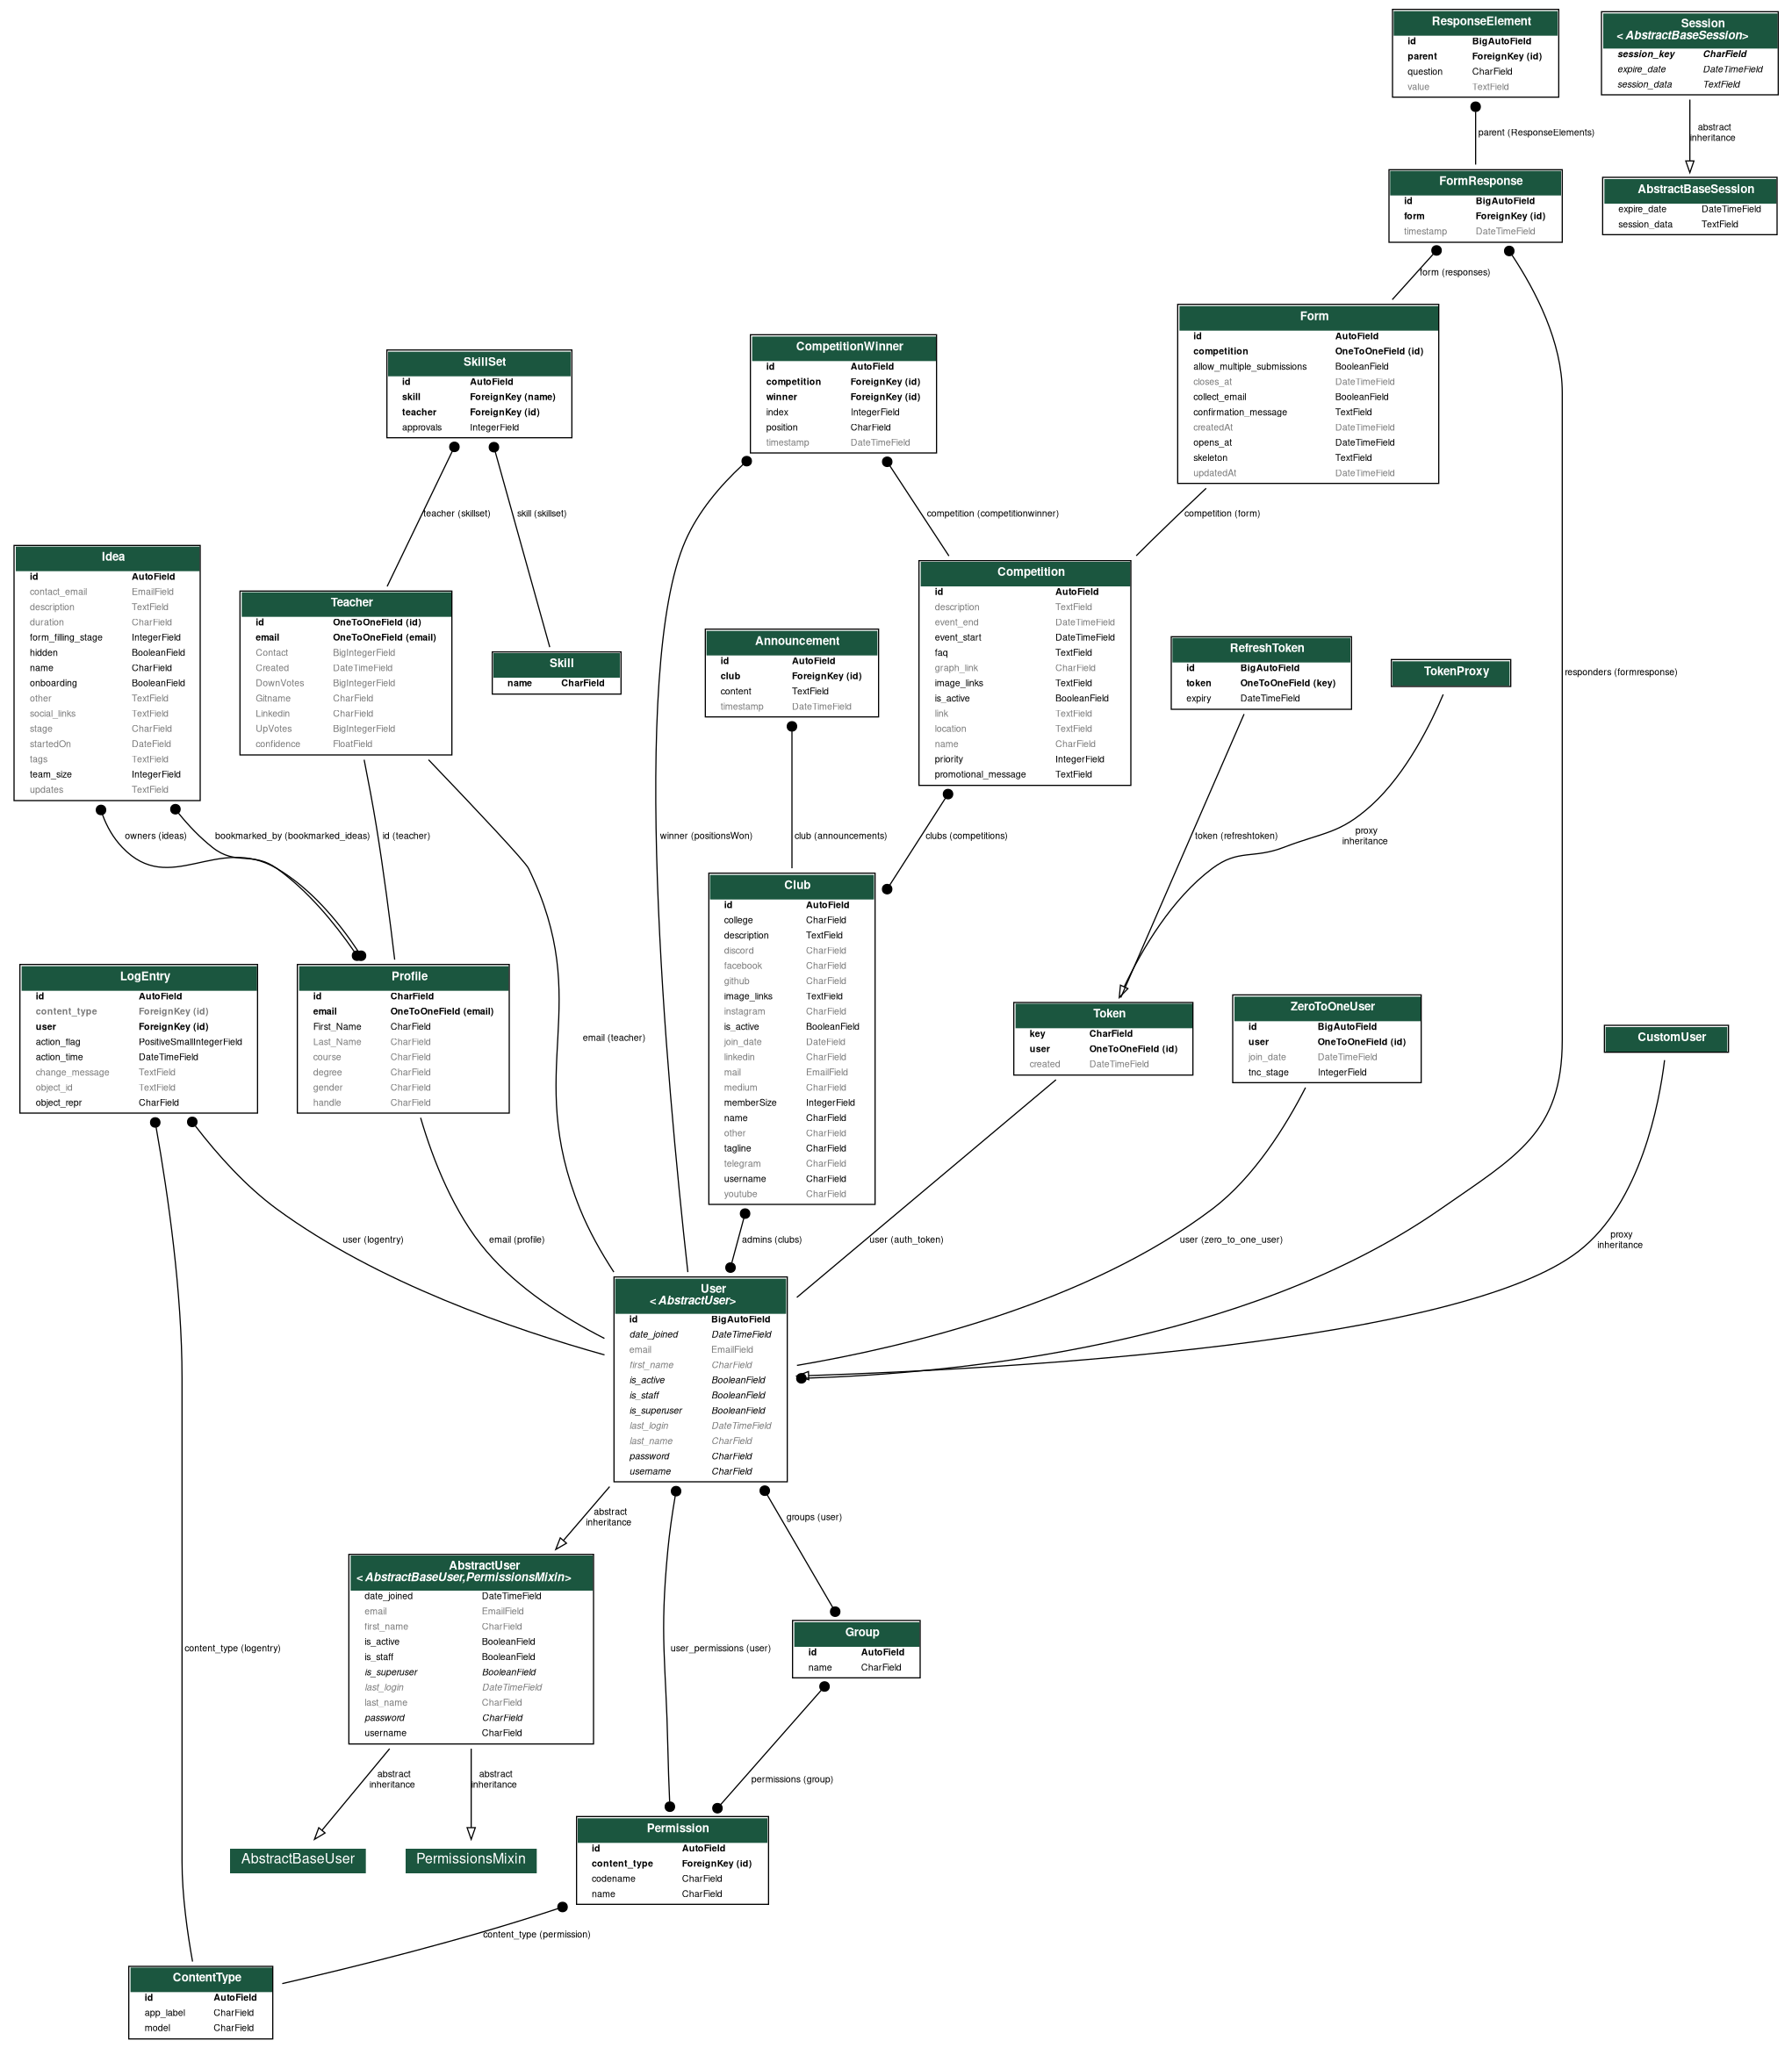 ResponseElement
id BigAutoField
parent ForeignKey (id)
question CharField
value TextField
Session
< AbstractBaseSession>
session_key CharField
expire_date DateTimeField
session_data TextField
parent (ResponseElements)
abstract
inheritance
FormResponse
id BigAutoField
form ForeignKey (id)
timestamp DateTimeField
AbstractBaseSession
expire_date DateTimeField
session_data TextField
form (responses)
Form
id AutoField
competition OneToOneField (id)
allow_multiple_submissions BooleanField
closes_at DateTimeField
collect_email BooleanField
confirmation_message TextField
createdAt DateTimeField
opens_at DateTimeField
skeleton TextField
updatedAt DateTimeField
CompetitionWinner
id AutoField
competition ForeignKey (id)
winner ForeignKey (id)
index IntegerField
position CharField
timestamp DateTimeField
SkillSet
id AutoField
skill ForeignKey (name)
teacher ForeignKey (id)
approvals IntegerField
teacher (skillset)
skill (skillset)
competition (competitionwinner)
competition (form)
Idea
id AutoField
contact_email EmailField
description TextField
duration CharField
form_filling_stage IntegerField
hidden BooleanField
name CharField
onboarding BooleanField
other TextField
social_links TextField
stage CharField
startedOn DateField
tags TextField
team_size IntegerField
updates TextField
Teacher
id OneToOneField (id)
email OneToOneField (email)
Contact BigIntegerField
Created DateTimeField
DownVotes BigIntegerField
Gitname CharField
Linkedin CharField
UpVotes BigIntegerField
confidence FloatField
Skill
name CharField
Announcement
id AutoField
club ForeignKey (id)
content TextField
timestamp DateTimeField
Competition
id AutoField
description TextField
event_end DateTimeField
event_start DateTimeField
faq TextField
graph_link CharField
image_links TextField
is_active BooleanField
link TextField
location TextField
name CharField
priority IntegerField
promotional_message TextField
RefreshToken
id BigAutoField
token OneToOneField (key)
expiry DateTimeField
TokenProxy
responders (formresponse)
owners (ideas)
bookmarked_by (bookmarked_ideas)
id (teacher)
winner (positionsWon)
club (announcements)
clubs (competitions)
token (refreshtoken)
proxy
inheritance
Club
id AutoField
college CharField
description TextField
discord CharField
facebook CharField
github CharField
image_links TextField
instagram CharField
is_active BooleanField
join_date DateField
linkedin CharField
mail EmailField
medium CharField
memberSize IntegerField
name CharField
other CharField
tagline CharField
telegram CharField
username CharField
youtube CharField
LogEntry
id AutoField
content_type ForeignKey (id)
user ForeignKey (id)
action_flag PositiveSmallIntegerField
action_time DateTimeField
change_message TextField
object_id TextField
object_repr CharField
Profile
id CharField
email OneToOneField (email)
First_Name CharField
Last_Name CharField
course CharField
degree CharField
gender CharField
handle CharField
email (teacher)
Token
key CharField
user OneToOneField (id)
created DateTimeField
ZeroToOneUser
id BigAutoField
user OneToOneField (id)
join_date DateTimeField
tnc_stage IntegerField
CustomUser
user (logentry)
email (profile)
admins (clubs)
user (auth_token)
user (zero_to_one_user)
proxy
inheritance
User
< AbstractUser>
id BigAutoField
date_joined DateTimeField
email EmailField
first_name CharField
is_active BooleanField
is_staff BooleanField
is_superuser BooleanField
last_login DateTimeField
last_name CharField
password CharField
username CharField
abstract
inheritance
groups (user)
AbstractUser
< AbstractBaseUser,PermissionsMixin>
date_joined DateTimeField
email EmailField
first_name CharField
is_active BooleanField
is_staff BooleanField
is_superuser BooleanField
last_login DateTimeField
last_name CharField
password CharField
username CharField
content_type (logentry)
user_permissions (user)
Group
id AutoField
name CharField
abstract
inheritance
abstract
inheritance
permissions (group)
AbstractBaseUser
PermissionsMixin
Permission
id AutoField
content_type ForeignKey (id)
codename CharField
name CharField
content_type (permission)
ContentType
id AutoField
app_label CharField
model CharField